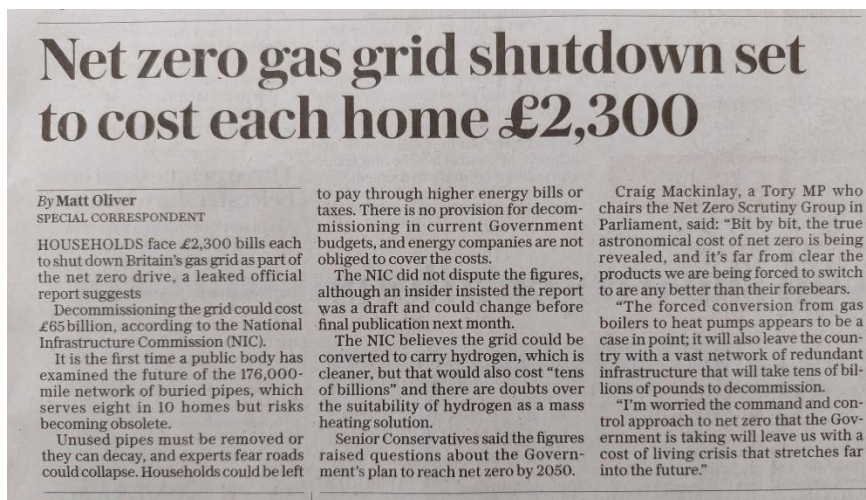 Net zero gas grid shutdown set
to cost each home £2,300
By Matt Oliver
SPECIAL CORRESPONDENT
HOUSEHOLDS face £2,300 bills each
to shut down Britain's gas grid as part of
the net zero drive, a leaked official
report suggests
Decommissioning the grid could cost
£65 billion, according to the National
Infrastructure Commission (NIC).
It is the first time a public body has
examined the future of the 176,000-
mile network of buried pipes, which
serves eight in 10 homes but risks
becoming obsolete.
Unused pipes must be removed or
they can decay, and experts fear roads
could collapse. Households could be left
to pay through higher energy bills or
taxes. There is no provision for decom-
missioning in current Government
budgets, and energy companies are not
obliged to cover the costs.
The NIC did not dispute the figures,
although an insider insisted the report
was a draft and could change before
final publication next month.
The NIC believes the grid could be
converted to carry hydrogen, which is
cleaner, but that would also cost "tens
of billions" and there are doubts over
the suitability of hydrogen as a mass
heating solution.
Senior Conservatives said the figures
raised questions about the Govern-
ment's plan to reach net zero by 2050.
Craig Mackinlay, a Tory MP who
chairs the Net Zero Scrutiny Group in
Parliament, said: "Bit by bit, the true
astronomical cost of net zero is being
revealed, and it's far from clear the
products we are being forced to switch
to are any better than their forebears.
"The forced conversion from gas
boilers to heat pumps appears to be a
case in point; it will also leave the coun-
try with a vast network of redundant
infrastructure that will take tens of bil-
lions of pounds to decommission.
"I'm worried the command and con-
trol approach to net zero that the Gov-
ernment is taking will leave us with a
cost of living crisis that stretches far
into the future."